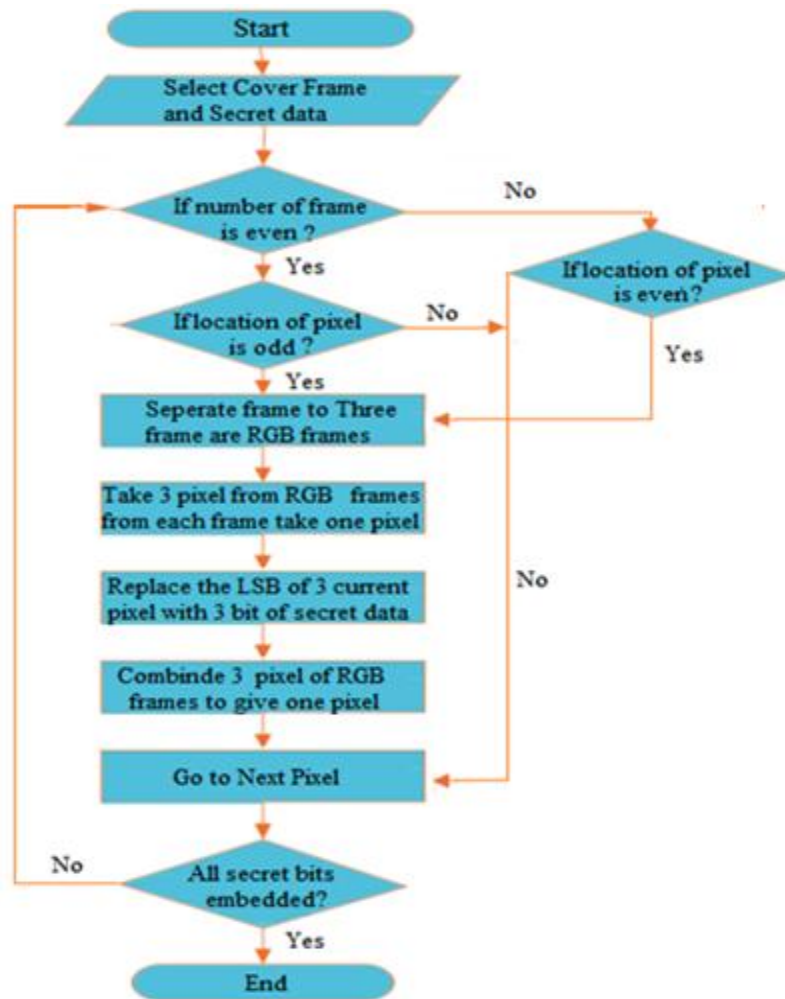 Start
Select Cover Frame
and Secret data
If number of frame
is even ?
No
Yes
If location of pixel
is even?
If location of pixel
is odd ?
No
Yes
Yes
Seperate frame to Three
frame are RGB frames
Take 3 pixel from RGB frames
from each frame take one pixel
No
Replace the LSB of 3 current
pixel with 3 bit of secret data
Combinde 3 pixel of RGB
frames to give one pixel
Go to Next Pixel
No
All secret bits
embedded?
Yes
End